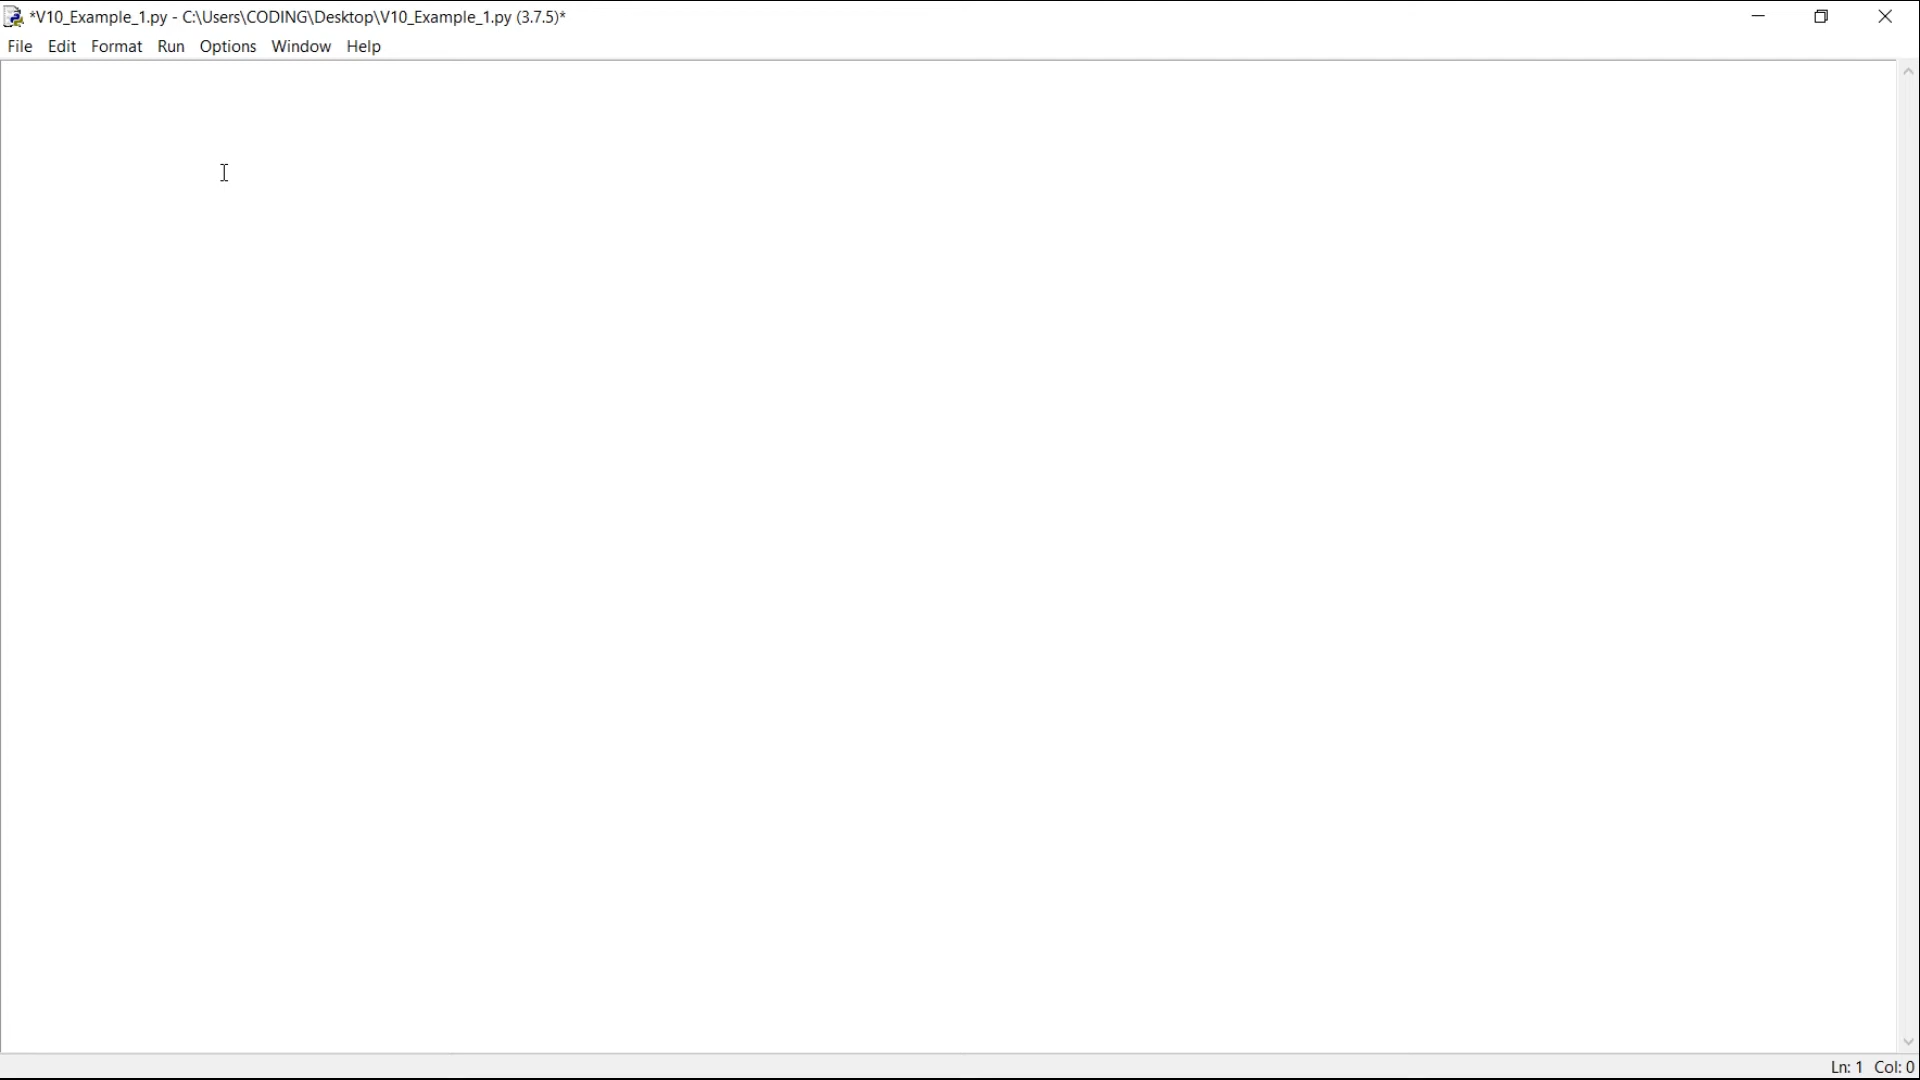 *V10_Example_1.py - C:\Users\CODING\Desktop\V10_Example_1.py (3.7.5)*
File Edit Format Run Options Window Help
Ln: 1 Col: 0